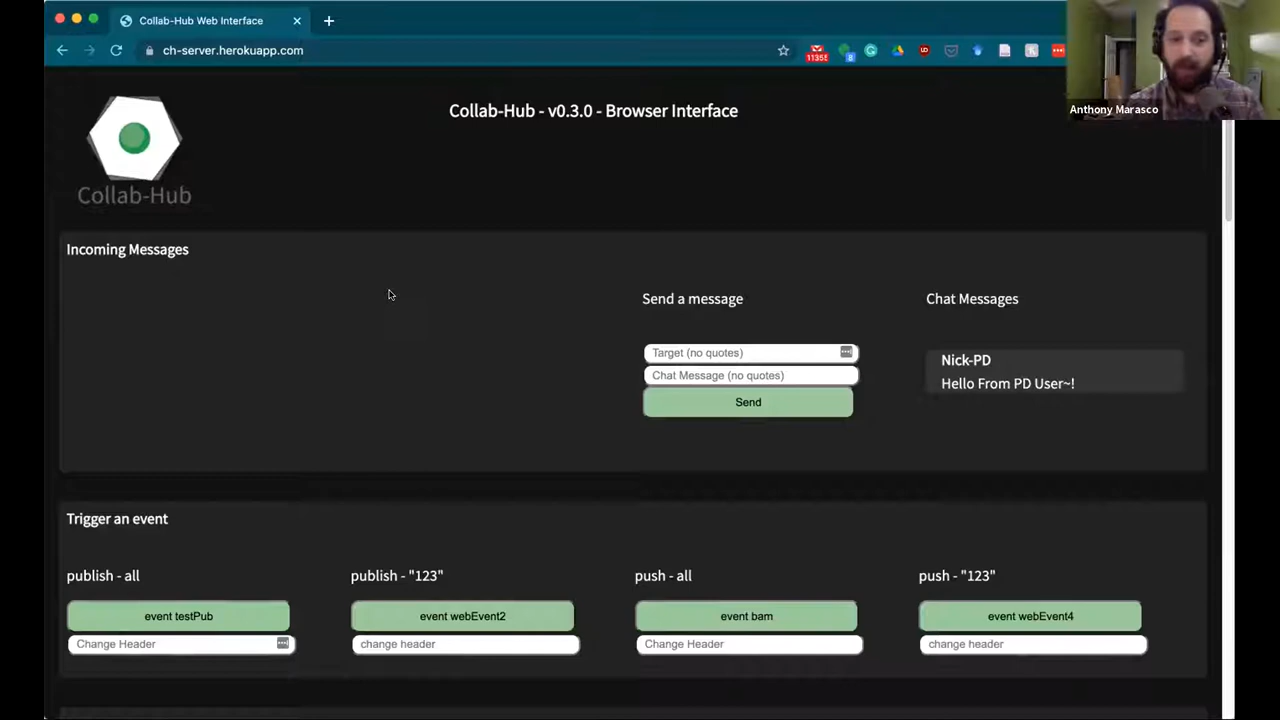 Collab-Hub Web Interface
ch-server.herokuapp.com
8
Anthony Marasco
Collab-Hub
Collab-Hub - v0.3.0 - Browser Interface
Incoming Messages
Send a message
Chat Messages
Target (no quotes)
Nick-PD
Chat Message (no quotes)
Hello From PD User~!
Send
Trigger an event
publish - all
publish - "123"
push - all
push - "123"
event testPub
event webEvent2
event bam
event webEvent4
Change Header
change header
Change Header
change header